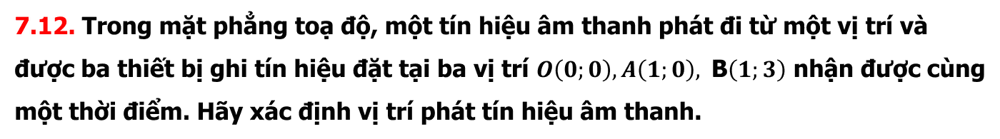 7.12. Trong mặt phẳng toạ độ, một tín hiệu âm thanh phát đi từ một vị trí và
được ba thiết bị ghi tín hiệu đặt tại ba vị trí O(0; 0), A(1; 0), B(1; 3) nhận được cùng
một thời điểm. Hãy xác định vị trí phát tín hiệu âm thanh.